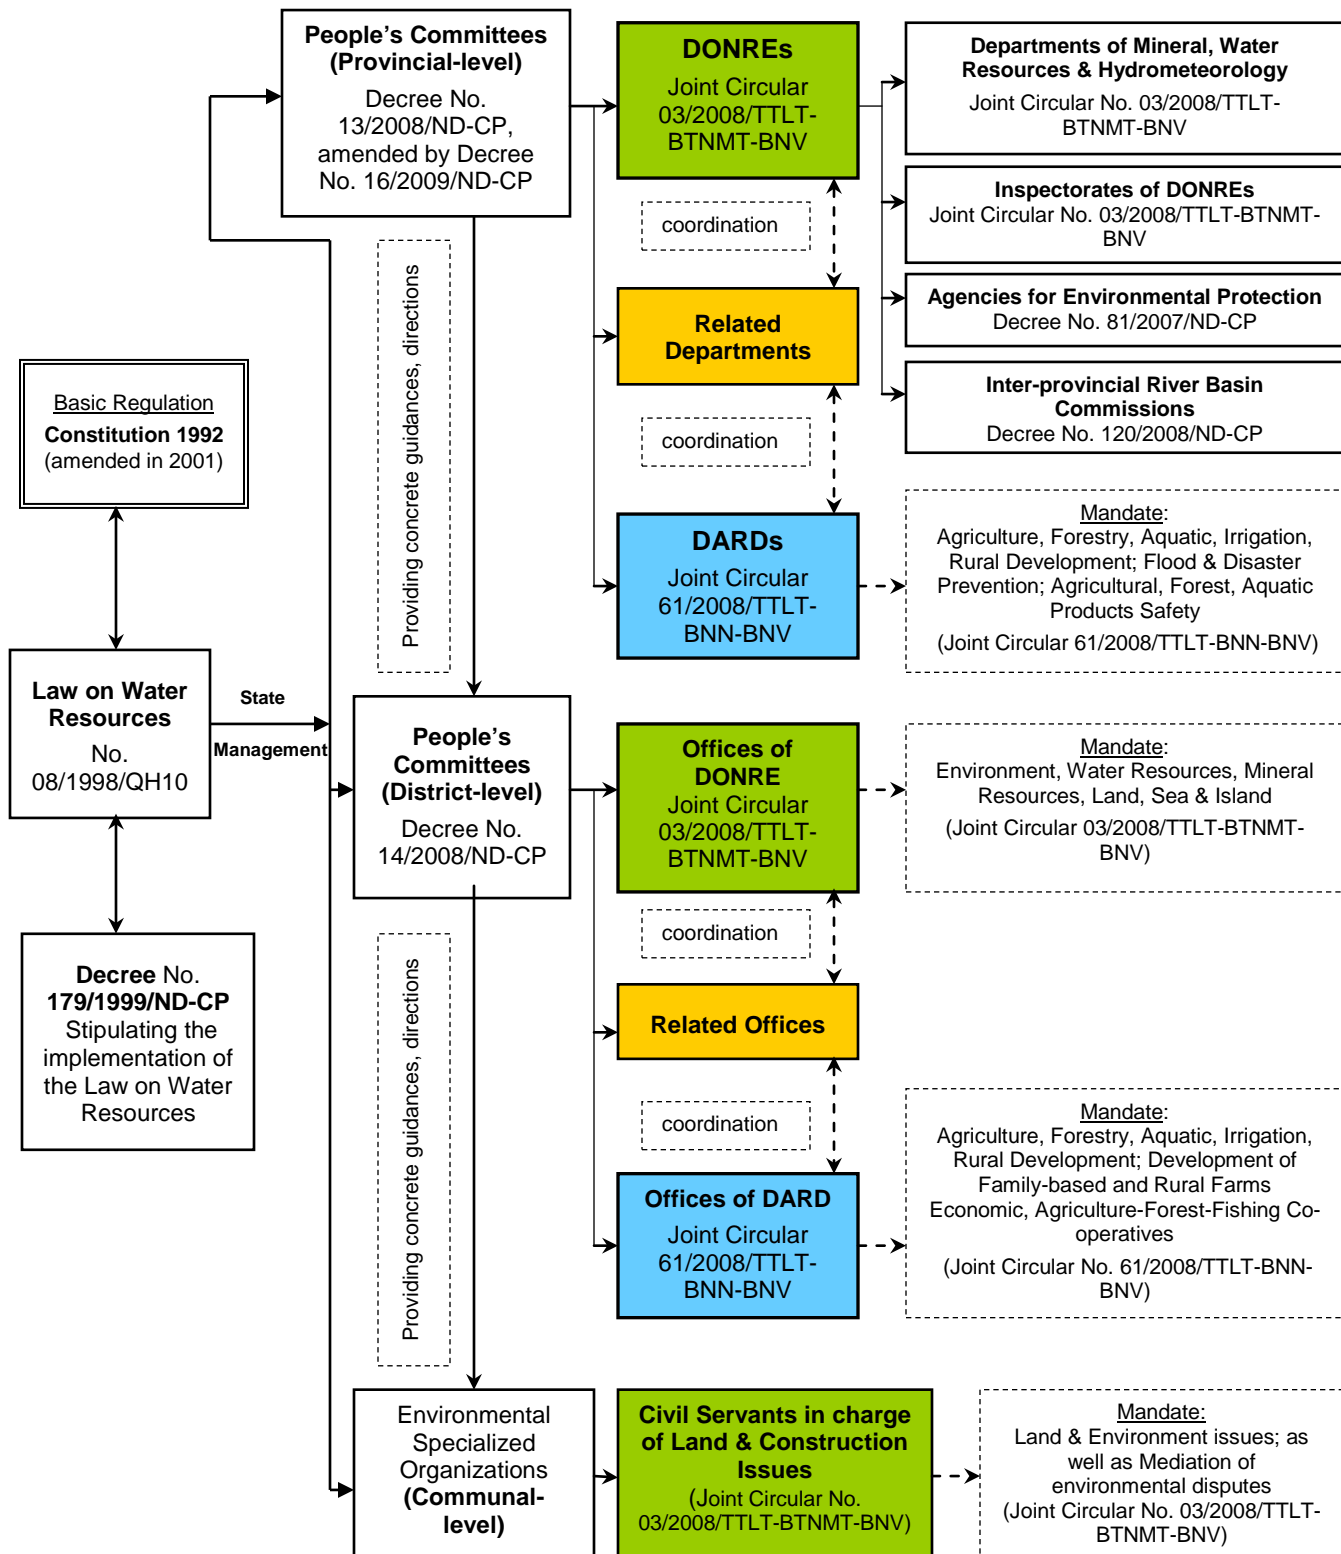 People's Committees
(Provincial-level)
Decree No.
13/2008/ND-CP,
amended by Decree
No. 16/2009/ND-CP
DONREs
Joint Circular
03/2008/TTLT-
BTNMT-BNV
Departments of Mineral, Water
Resources & Hydrometeorology
Joint Circular No. 03/2008/TTLT-
BTNMT-BNV
Inspectorates of DONREs
Joint Circular No. 03/2008/TTLT-BTNMT-
BNV
Agencies for Environmental Protection
Decree No. 81/2007/ND-CP
Inter-provincial River Basin
Commissions
Decree No. 120/2008/ND-CP
coordination
Related
Departments
coordination
DARDs
Joint Circular
61/2008/TTLT-
BNN-BNV
Mandate:
Agriculture, Forestry, Aquatic, Irrigation,
Rural Development; Flood & Disaster
Prevention; Agricultural, Forest, Aquatic
Products Safety
(Joint Circular 61/2008/TTLT-BNN-BNV)
Providing concrete guidances, directions
Basic Regulation
Constitution 1992
(amended in 2001)
Law on Water
Resources
No.
08/1998/QH10
State
Management
Decree No.
179/1999/ND-CP
Stipulating the
implementation of
the Law on Water
Resources
People's
Committees
(District-level)
Decree No.
14/2008/ND-CP
Offices of
DONRE
Joint Circular
03/2008/TTLT-
BTNMT-BNV
Mandate:
Environment, Water Resources, Mineral
Resources, Land, Sea & Island
(Joint Circular 03/2008/TTLT-BTNMT-
BNV)
coordination
Related Offices
coordination
Offices of DARD
Joint Circular
61/2008/TTLT-
BNN-BNV
Mandate:
Agriculture, Forestry, Aquatic, Irrigation,
Rural Development; Development of
Family-based and Rural Farms
Economic, Agriculture-Forest-Fishing Co-
operatives
(Joint Circular No. 61/2008/TTLT-BNN-
BNV)
Providing concrete guidances, directions
Environmental
Specialized
Organizations
(Communal-
level)
Civil Servants in charge
of Land & Construction
Issues
(Joint Circular No.
03/2008/TTLT-BTNMT-BNV)
Mandate:
Land & Environment issues; as
well as Mediation of
environmental disputes
(Joint Circular No. 03/2008/TTLT-
BTNMT-BNV)